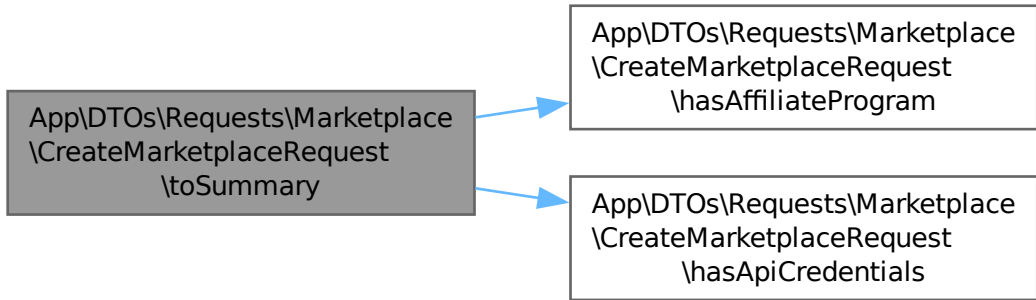 App\DTOs\Requests\Marketplace
\CreateMarketplaceRequest
\toSummary
App\DTOs\Requests\Marketplace
\CreateMarketplaceRequest
\hasAffiliateProgram
App\DTOs\Requests\Marketplace
\CreateMarketplaceRequest
\hasApiCredentials